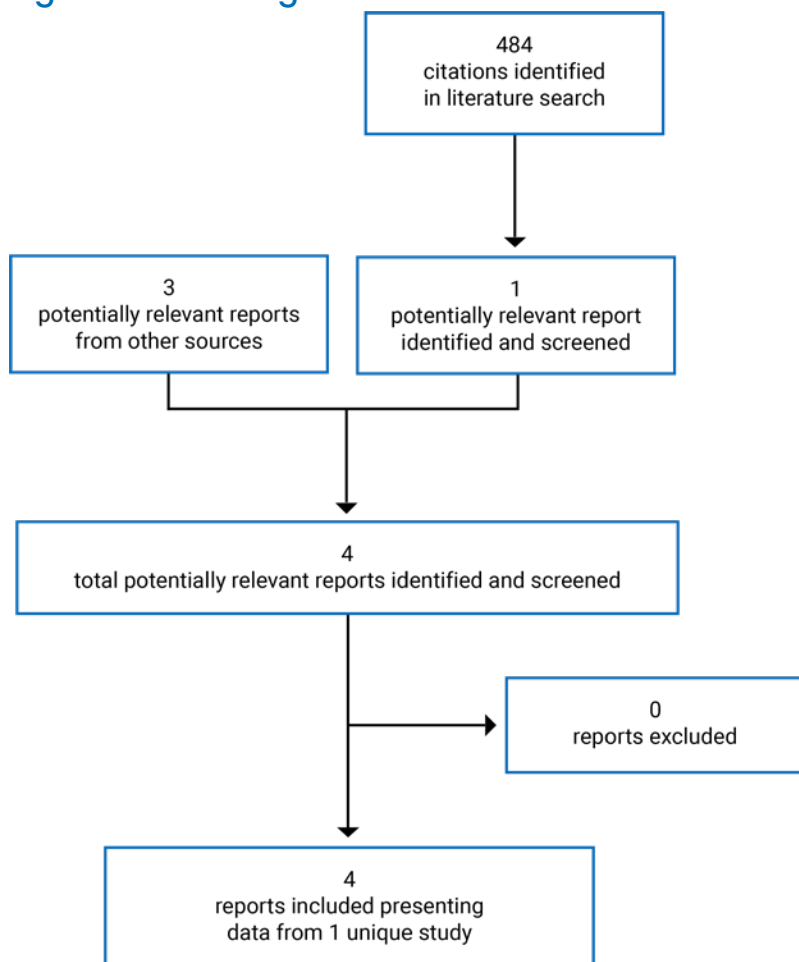 484
citations identified
in literature search
3
potentially relevant reports
from other sources
1
potentially relevant report
identified and screened
4
total potentially relevant reports identified and screened
0
reports excluded
4
reports included presenting
data from 1 unique study